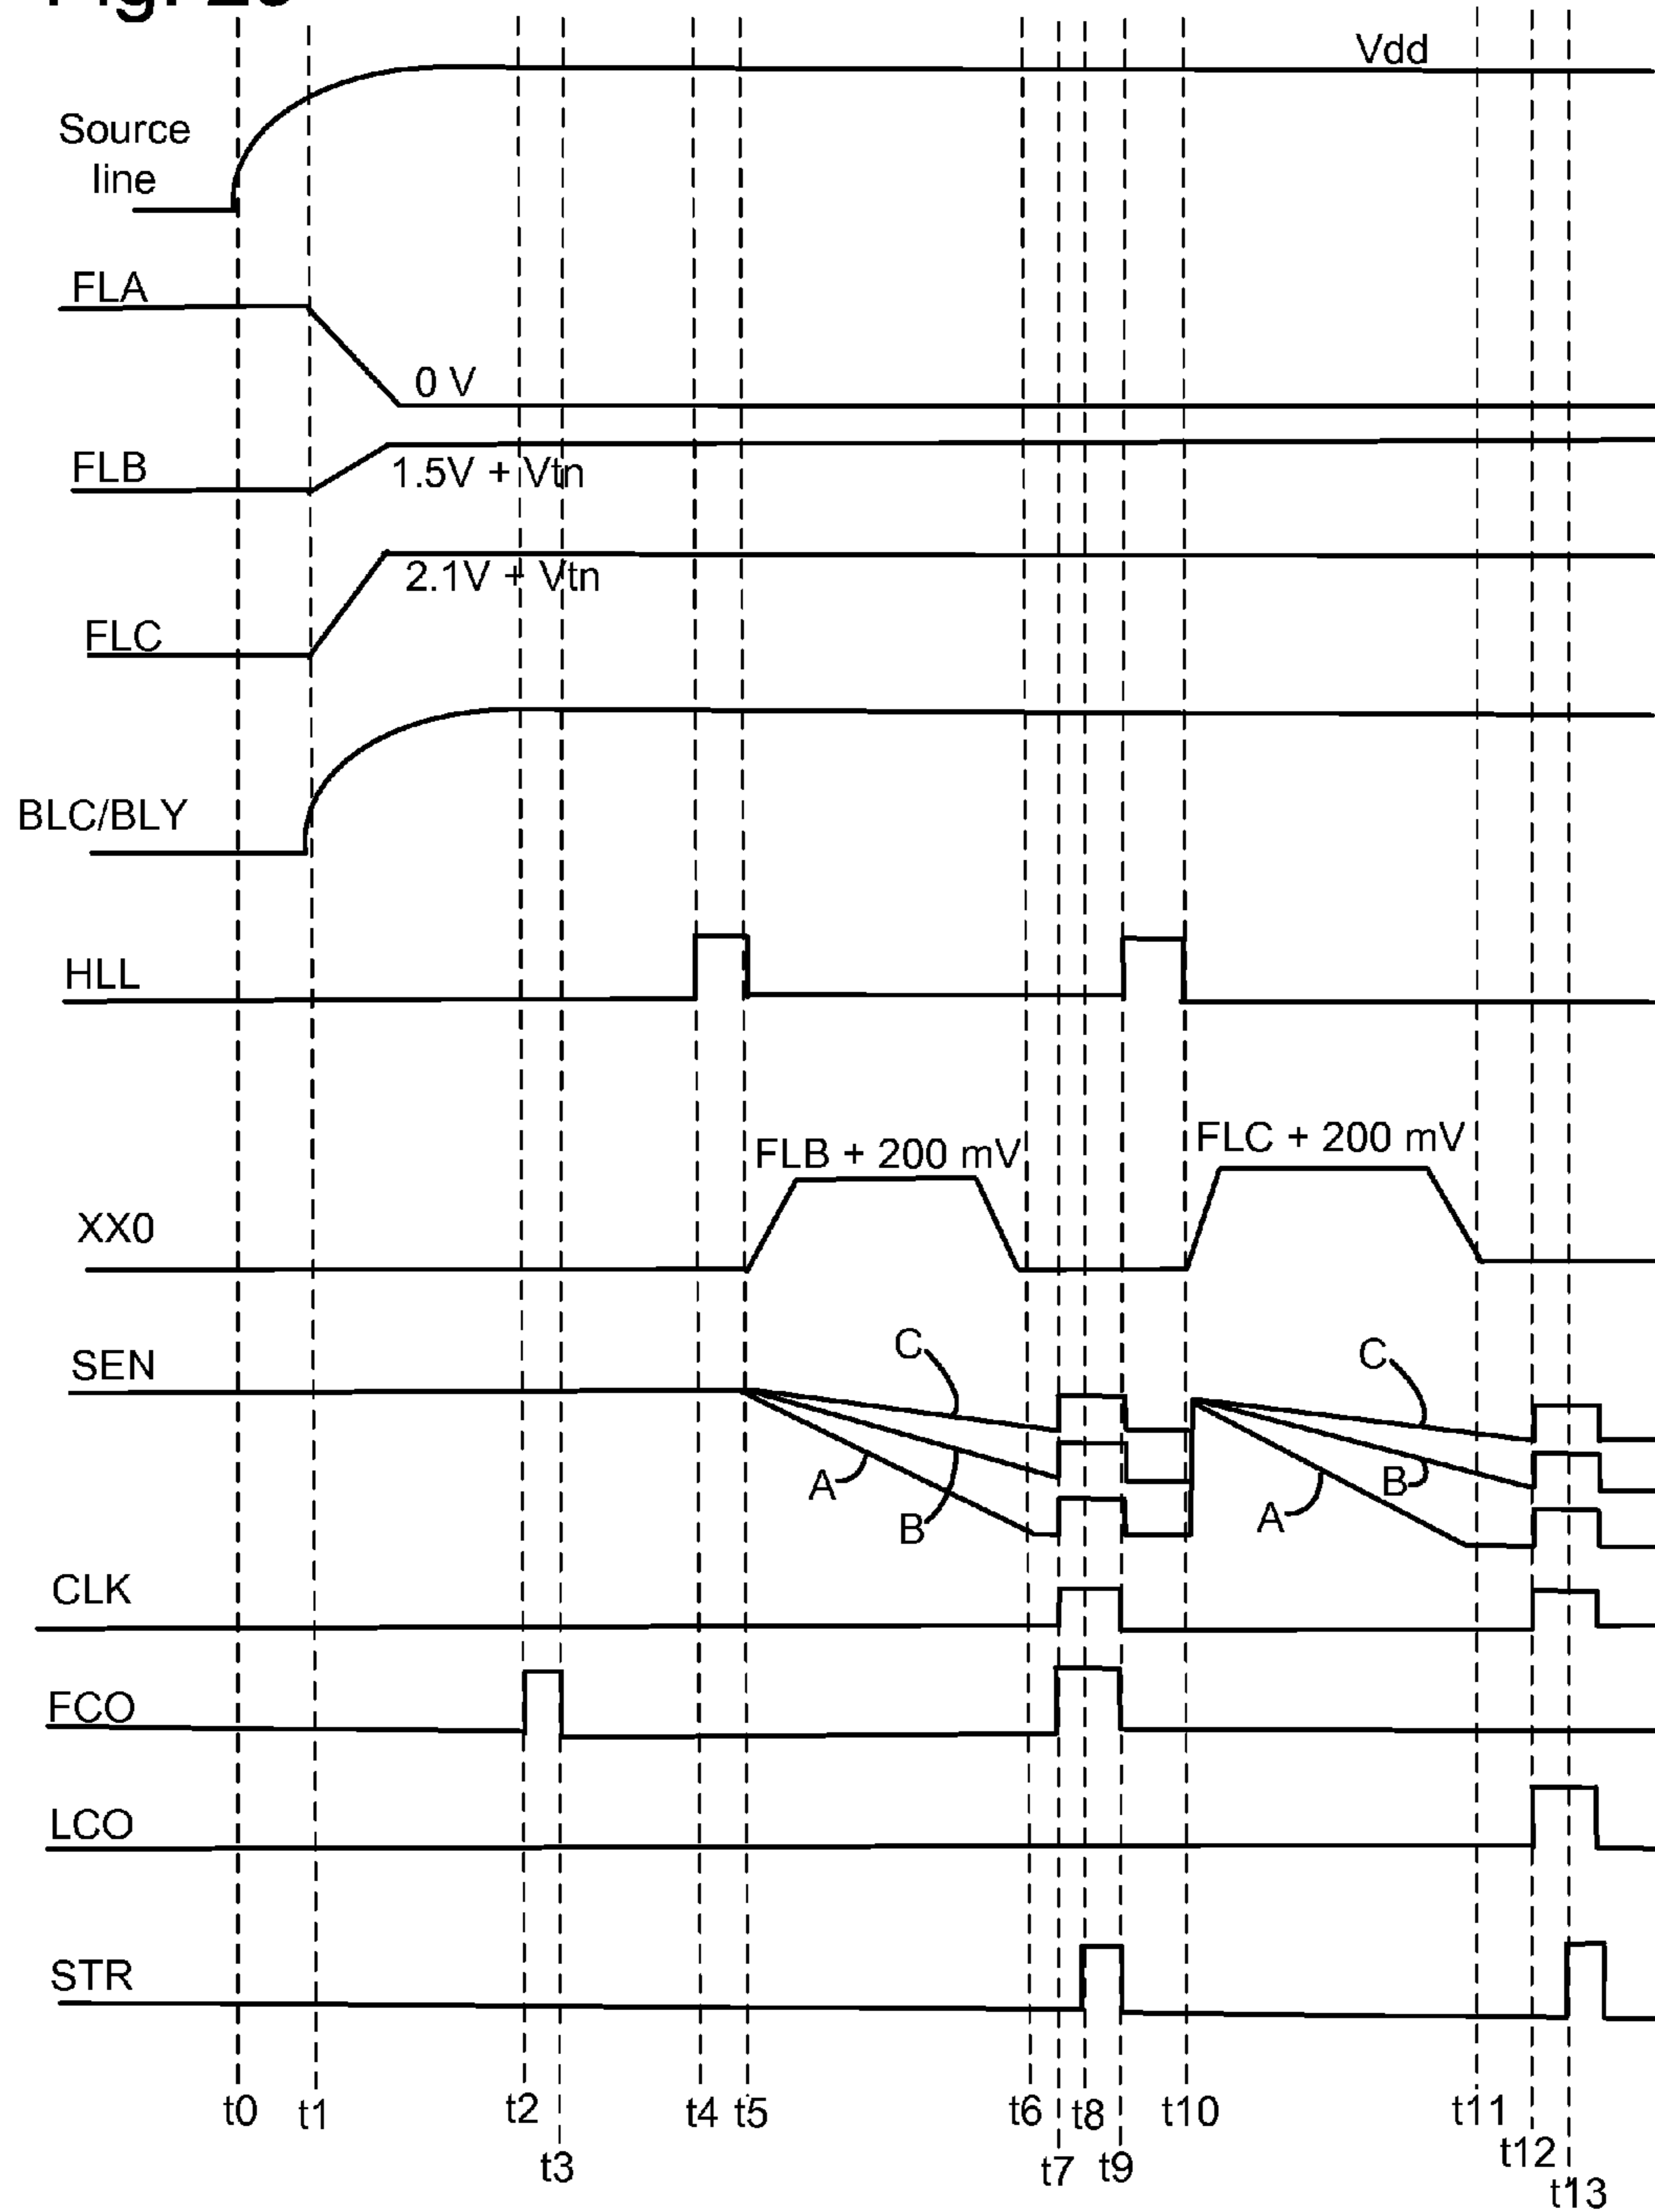 Vdd
Source
line
FLA
0 V
FLB
1.5V + Vtn
FLC
2.1V + Vtn
BLC/BLY
HLL
FLB + 200 mV
FLC + 200 mV
XX0
SEN
C
C
A
B
B
A
CLK
FCO
LCO
STR
t0 t1 t2 t4 t5 t6 t8 t10 t11
t3 t7 t9 t12
t13